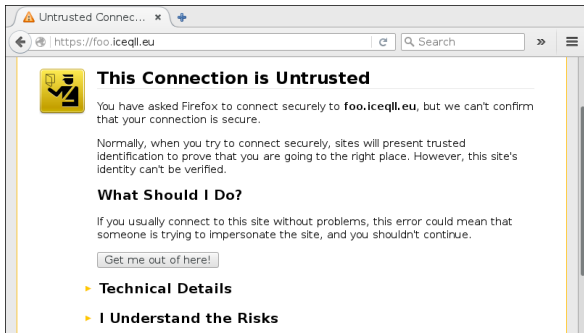 Untrusted Connec...
https://foo.iceqll.eu
Search
This Connection is Untrusted
You have asked Firefox to connect securely to foo.iceqll.eu, but we can't confirm
that your connection is secure.
Normally, when you try to connect securely, sites will present trusted
identification to prove that you are going to the right place. However, this site's
identity can't be verified.
What Should I Do?
If you usually connect to this site without problems, this error could mean that
someone is trying to impersonate the site, and you shouldn't continue.
Get me out of here!
Technical Details
I Understand the Risks